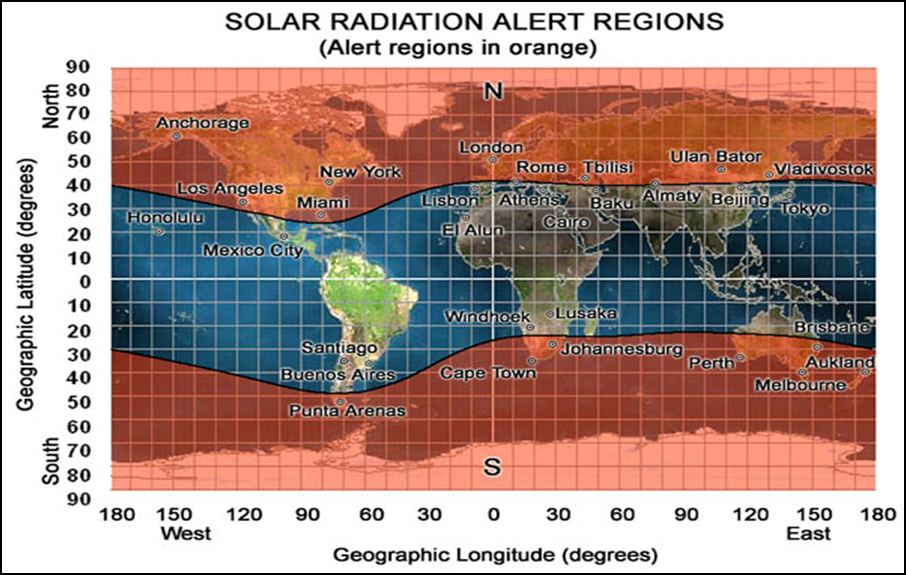 SOLAR RADIATION ALERT REGIONS
(Alert regions in orange)
90
80
70
60
50
40
30
20
10
0
10
20
30
40
50
60
70
80
90
North
Geographic Latitude (degrees)
South
N
Anchorage
London
New York
Rome
Tbilisi
Ulan Bator
Vladivostok
Los Angeles
Miami
Lisbon
Athens
Baku
Almaty
Beijing
Tokyo
Honolulu
El Aiun
Cairo
Mexico City
Windhoek
Lusaka
Brisbane
Santiago
Johannesburg
Buenos Aires
Cape Town
Perth
Aukland
Melbourne
Punta Arenas
S
180 150 120 90 60 30 0 30 60 90 120 150 180
West East
Geographic Longitude (degrees)